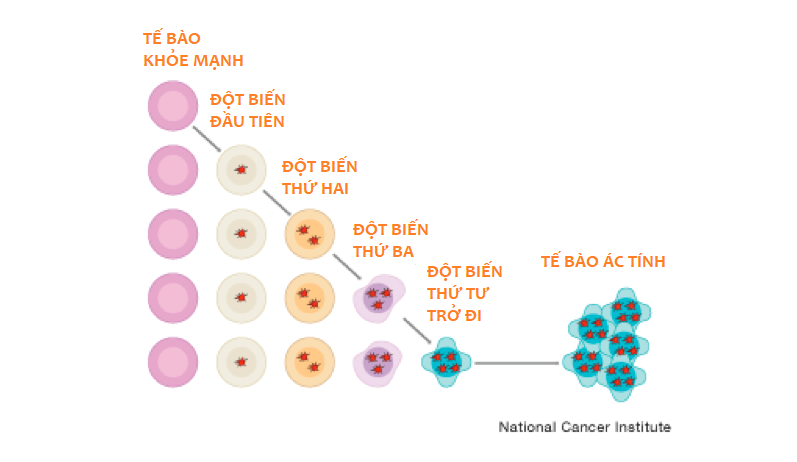 TẾ BÀO
KHỎE MẠNH
ĐỘT BIẾN
ĐẦU TIÊN
ĐỘT BIẾN
THỨ HAI
ĐỘT BIẾN
THỨ BA
ĐỘT BIẾN
THỨ TƯ
TRỞ ĐI
TẾ BÀO ÁC TÍNH
National Cancer Institute